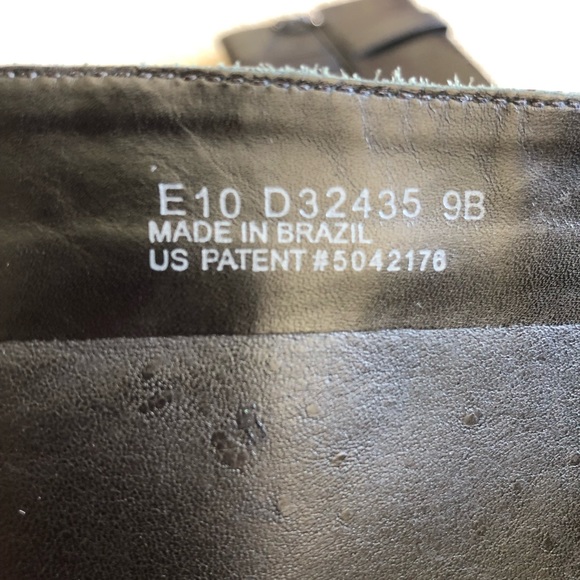 E10 D32435 9B
MADE IN BRAZIL
US PATENT #5042176